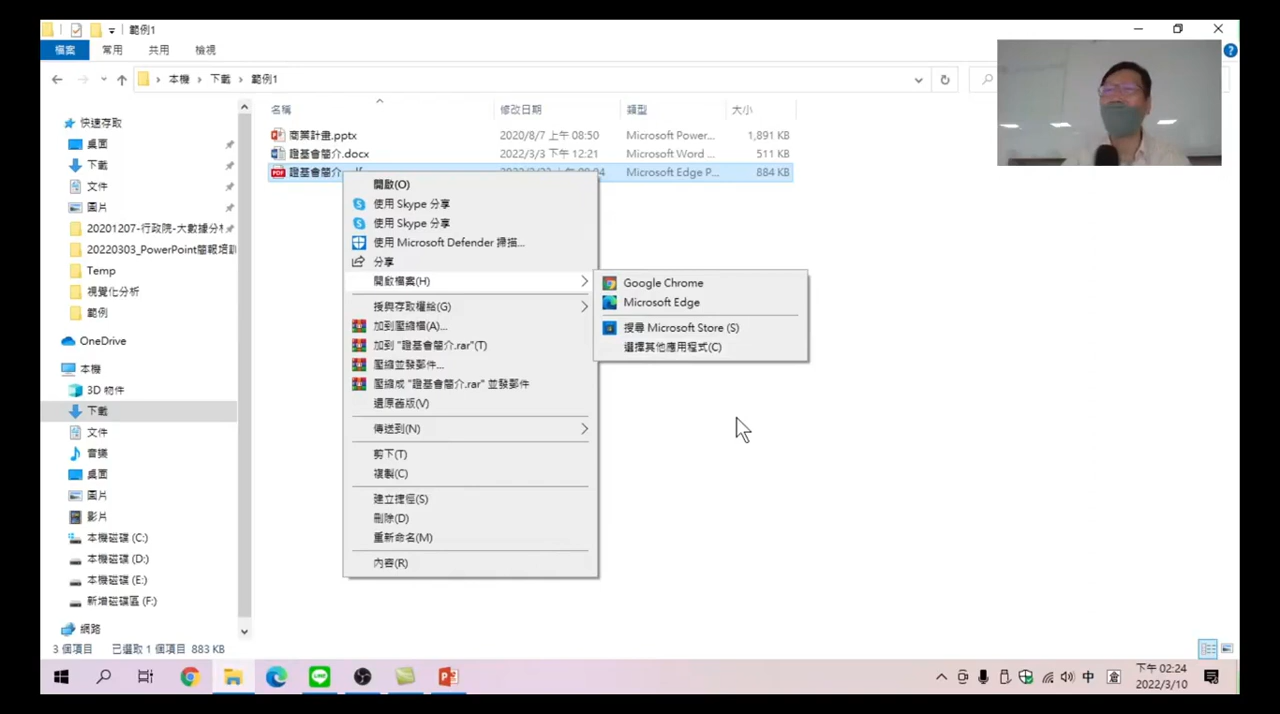 範例1
檔案 常用 共用 檢視
本機 › 下載 › 範例1
名稱 修改日期 類型 大小
商業計畫.pptx 2020/8/7 上午 08:50 Microsoft Power... 1,891 KB
證基會簡介.docx 2022/3/3 下午 12:21 Microsoft Word ... 511 KB
證基會簡介 Microsoft Edge P... 884 KB
快速存取
桌面
下載
文件
圖片
20201207-行政院-大數據分析
20220303_PowerPoint簡報培訓
Temp
視覺化分析
範例
OneDrive
本機
3D 物件
下載
文件
音樂
桌面
圖片
影片
本機磁碟 (C:)
本機磁碟 (D:)
本機磁碟 (E:)
新增磁碟區 (F:)
網路
開啟(O)
使用 Skype 分享
使用 Skype 分享
使用 Microsoft Defender 掃描...
分享
開啟檔案(H)
授與存取權給(G)
加到壓縮檔(A)...
加到 "證基會簡介.rar"(T)
壓縮並發郵件...
壓縮成 "證基會簡介.rar" 並發郵件
還原舊版(V)
傳送到(N)
剪下(T)
複製(C)
建立捷徑(S)
刪除(D)
重新命名(M)
內容(R)
Google Chrome
Microsoft Edge
搜尋 Microsoft Store (S)
選擇其他應用程式(C)
3 個項目 已選取 1 個項目 883 KB
中 倉 下午 02:24
2022/3/10